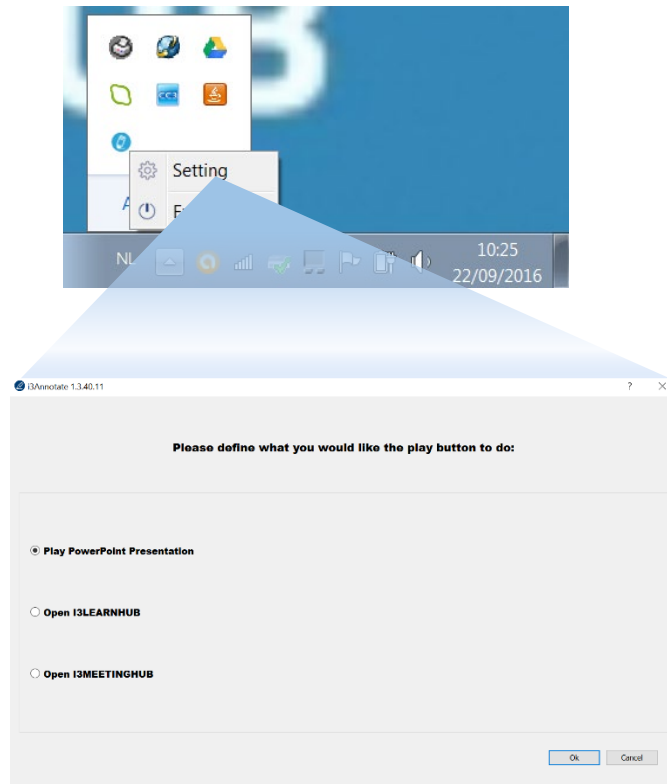 CC3
Setting
NL
10:25
22/09/2016
i3Annotate 1.3.40.11
?
Please define what you would like the play button to do:
Play PowerPoint Presentation
Open I3LEARNHUB
Open I3MEETINGHUB
Ok
Cancel